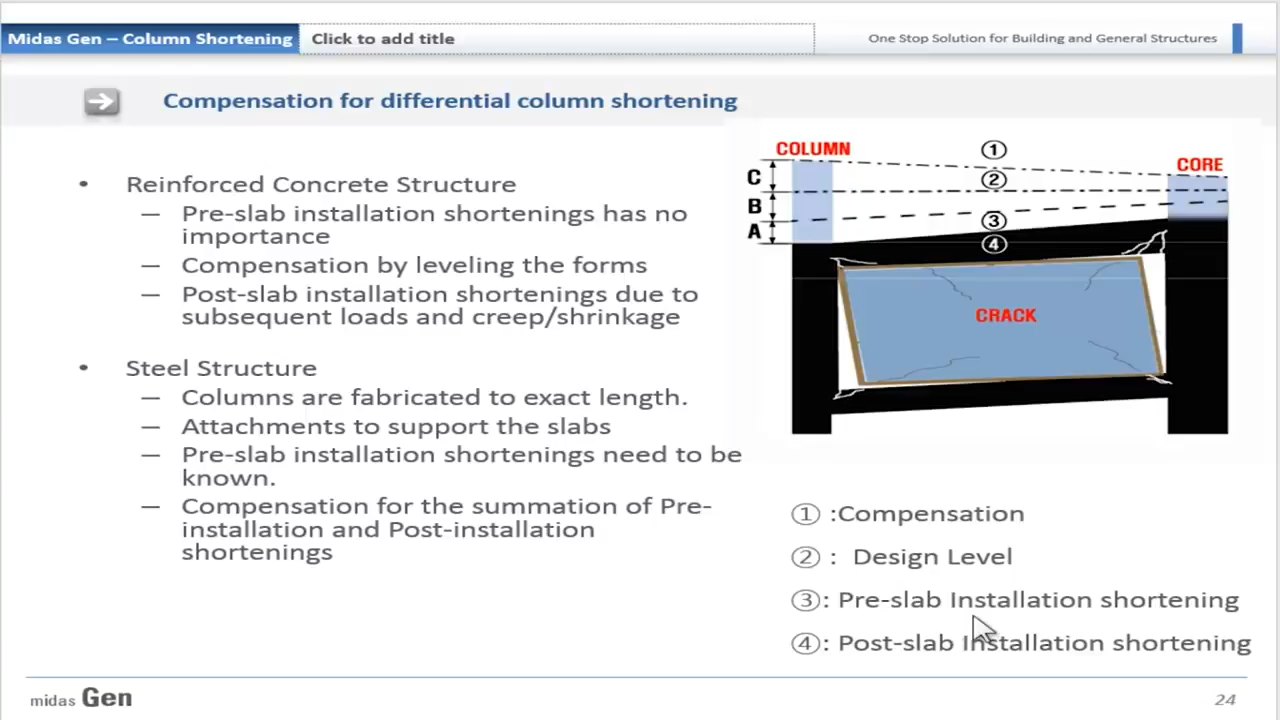 Midas Gen – Column Shortening
Click to add title
One Stop Solution for Building and General Structures
Compensation for differential column shortening
• Reinforced Concrete Structure
– Pre-slab installation shortenings has no
importance
– Compensation by leveling the forms
– Post-slab installation shortenings due to
subsequent loads and creep/shrinkage
• Steel Structure
– Columns are fabricated to exact length.
– Attachments to support the slabs
– Pre-slab installation shortenings need to be
known.
– Compensation for the summation of Pre-
installation and Post-installation
shortenings
COLUMN
CORE
C
B
A
①
②
③
④
CRACK
① :Compensation
② : Design Level
③: Pre-slab Installation shortening
④: Post-slab Installation shortening
midas Gen
24